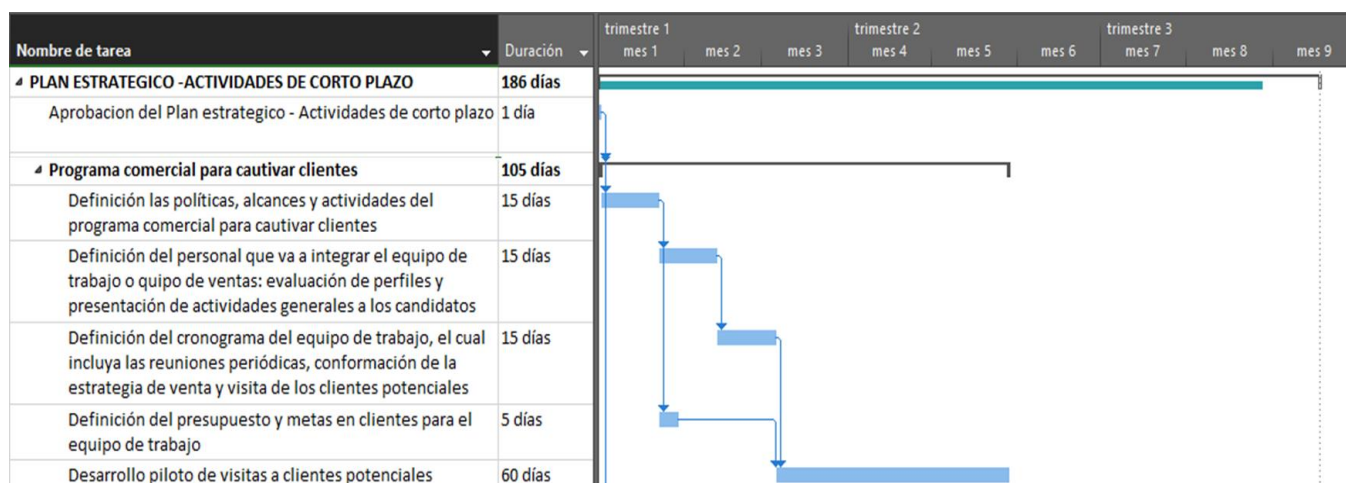 trimestre 1 trimestre 2 trimestre 3
Nombre de tarea Duración mes 1 mes 2 mes 3 mes 4 mes 5 mes 6 mes 7 mes 8 mes 9
PLAN ESTRATEGICO -ACTIVIDADES DE CORTO PLAZO 186 días
Aprobacion del Plan estrategico - Actividades de corto plazo 1 día
Programa comercial para cautivar clientes 105 días
Definición las políticas, alcances y actividades del 15 días
programa comercial para cautivar clientes
Definición del personal que va a integrar el equipo de 15 días
trabajo o quipo de ventas: evaluación de perfiles y
presentación de actividades generales a los candidatos
Definición del cronograma del equipo de trabajo, el cual 15 días
incluya las reuniones periódicas, conformación de la
estrategia de venta y visita de los clientes potenciales
Definición del presupuesto y metas en clientes para el 5 días
equipo de trabajo
Desarrollo piloto de visitas a clientes potenciales 60 días